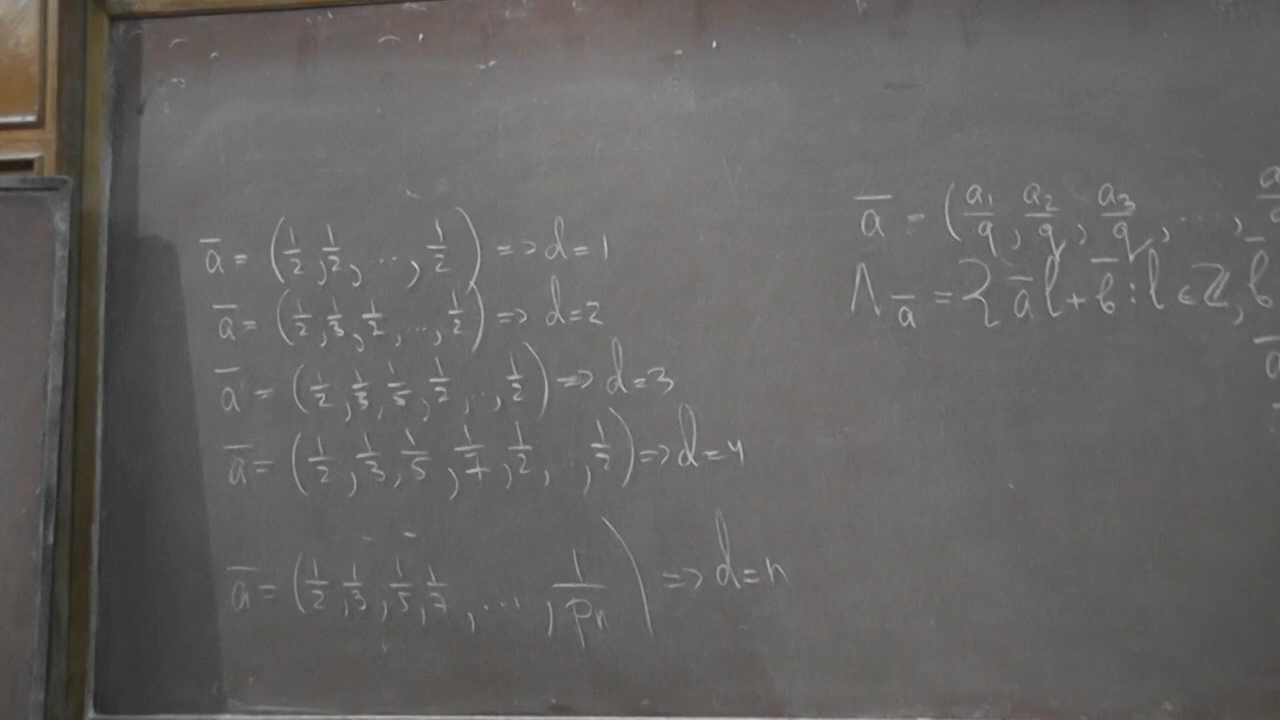 a̅ = (1/2, 1/2, ..., 1/2) => d=1
a̅ = (1/2, 1/3, 1/2, ..., 1/2) => d=2
a̅ = (1/2, 1/3, 1/5, 1/2, .., 1/2) => d=3
a̅ = (1/2, 1/3, 1/5, 1/7, 1/2, .., 1/2) => d=4
a̅ = (1/2, 1/3, 1/5, 1/7, ..., 1/pₙ) => d=n
a̅ = (a₁/q, a₂/q, a₃/q, ...,
Λ_a̅ = { a̅l + b̅ : l ∈ ℤ, b̅